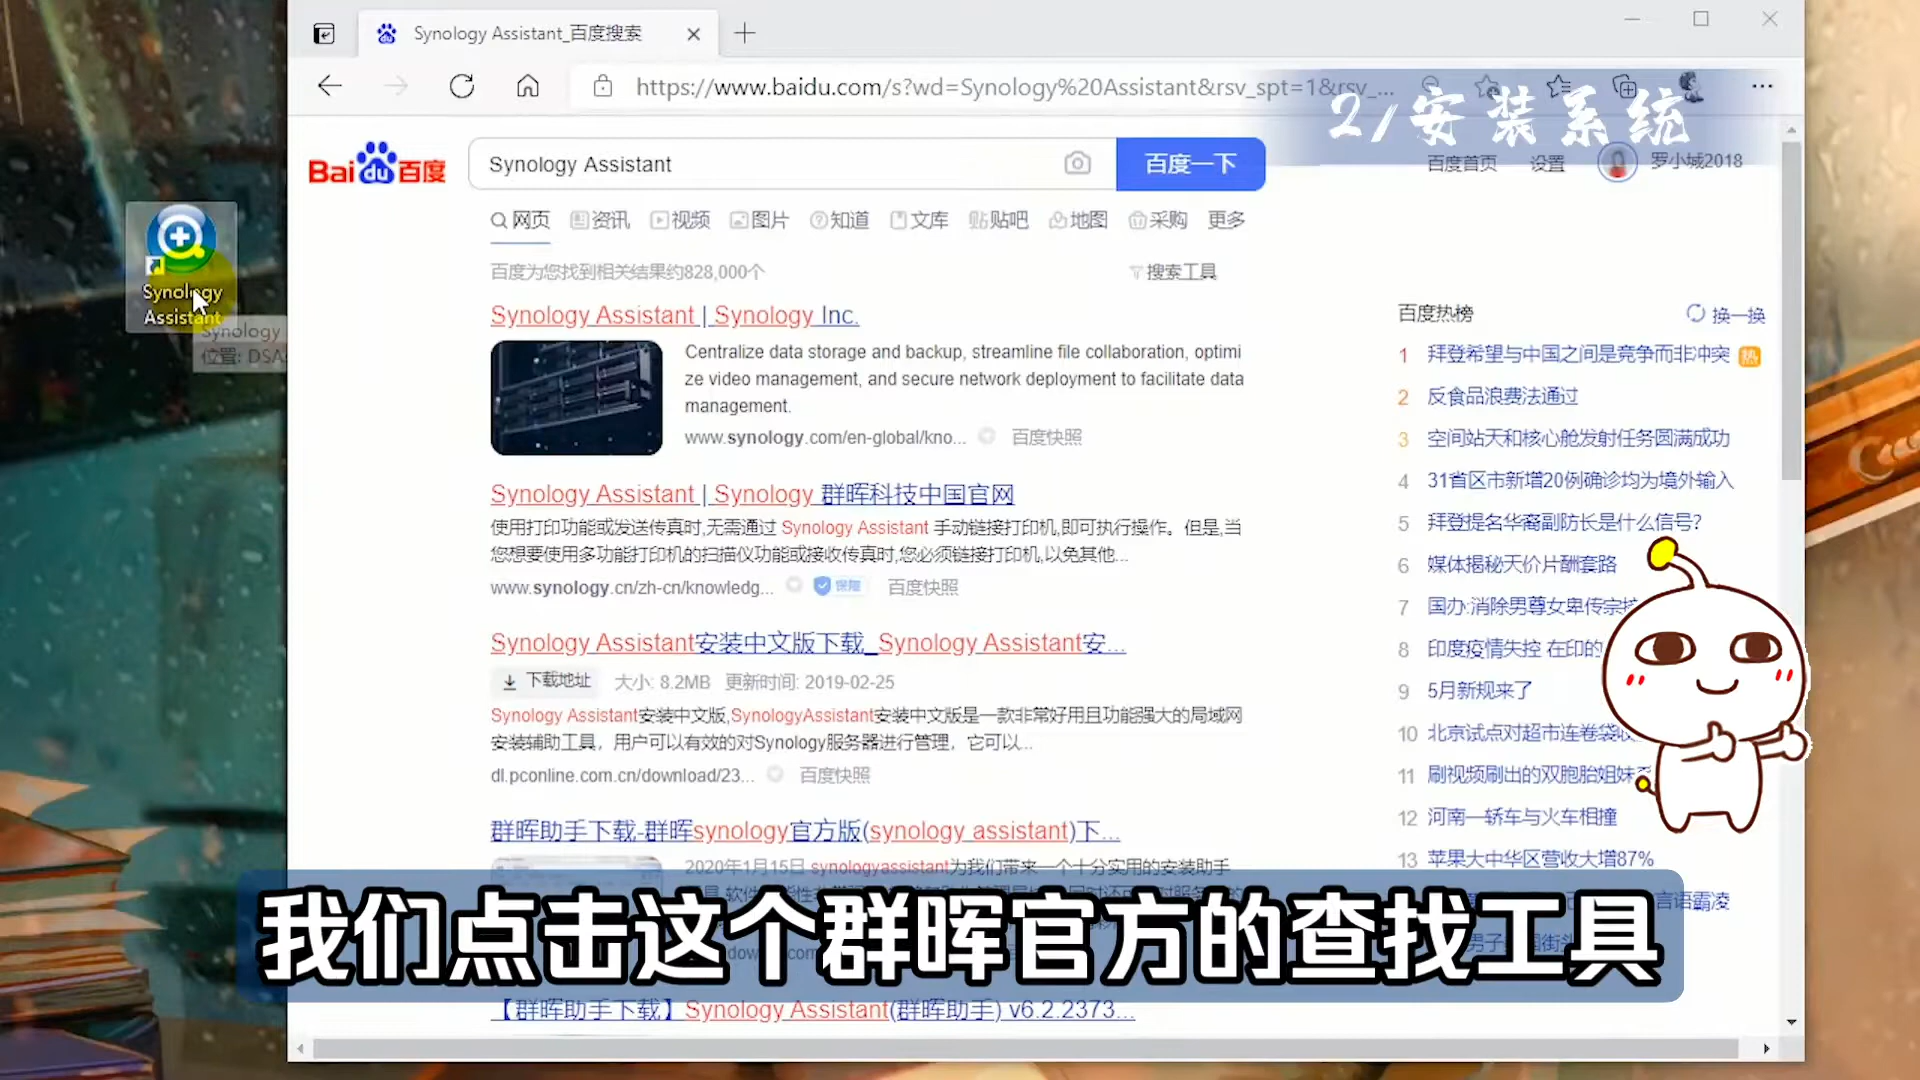 Synology Assistant_百度搜索
https://www.baidu.com/s?wd=Synology%20Assistant&rsv_spt=1&rsv_...
2/安装系统
Bai du 百度
Synology Assistant
百度一下
百度首页 设置 罗小城2018
网页 资讯 视频 图片 知道 文库 贴吧 地图 采购 更多
百度为您找到相关结果约828,000个
搜索工具
Synology Assistant
Synology
位置: DSA
Synology Assistant | Synology Inc.
Centralize data storage and backup, streamline file collaboration, optimi
ze video management, and secure network deployment to facilitate data
management.
www.synology.com/en-global/kno... 百度快照
Synology Assistant | Synology 群晖科技中国官网
使用打印功能或发送传真时,无需通过 Synology Assistant 手动链接打印机,即可执行操作。但是,当
您想要使用多功能打印机的扫描仪功能或接收传真时,您必须链接打印机,以免其他...
www.synology.cn/zh-cn/knowledg... 保障 百度快照
Synology Assistant安装中文版下载_Synology Assistant安...
下载地址 大小: 8.2MB 更新时间: 2019-02-25
Synology Assistant安装中文版,SynologyAssistant安装中文版是一款非常好用且功能强大的局域网
安装辅助工具，用户可以有效的对Synology服务器进行管理，它可以...
dl.pconline.com.cn/download/23... 百度快照
群晖助手下载-群晖synology官方版(synology assistant)下...
2020年1月15日 synologyassistant为我们带来一个十分实用的安装助手
【群晖助手下载】Synology Assistant(群晖助手) v6.2.2373...
百度热榜 换一换
1 拜登希望与中国之间是竞争而非冲突 热
2 反食品浪费法通过
3 空间站天和核心舱发射任务圆满成功
4 31省区市新增20例确诊均为境外输入
5 拜登提名华裔副防长是什么信号?
6 媒体揭秘天价片酬套路
7 国办:消除男尊女卑传宗接
8 印度疫情失控 在印的
9 5月新规来了
10 北京试点对超市连卷袋收
11 刷视频刷出的双胞胎姐妹
12 河南一轿车与火车相撞
13 苹果大中华区营收大增87%
言语霸凌
我们点击这个群晖官方的查找工具